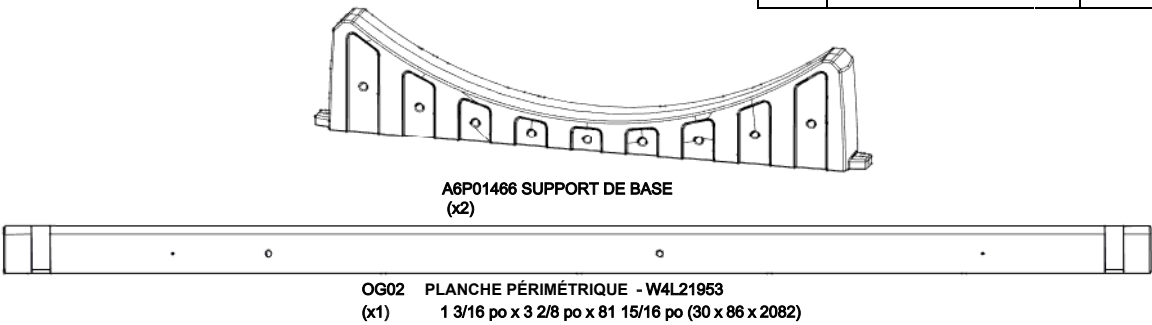 A6P01466 SUPPORT DE BASE
(x2)
OG02 PLANCHE PÉRIMÉTRIQUE - W4L21953
(x1) 1 3/16 po x 3 2/8 po x 81 15/16 po (30 x 86 x 2082)